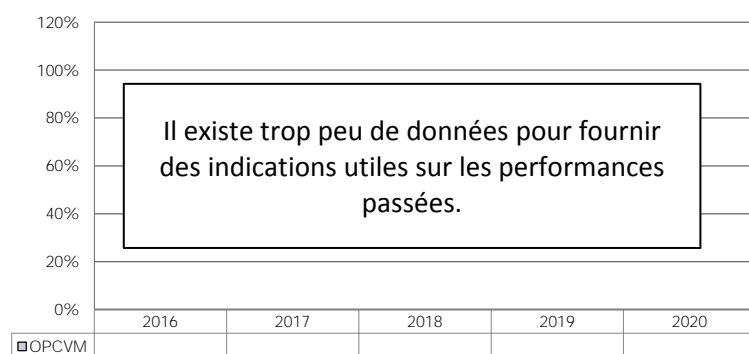 120%
100%
80%
60%
40%
20%
0%
Il existe trop peu de données pour fournir
des indications utiles sur les performances
passées.
2016 2017 2018 2019 2020
OPCVM